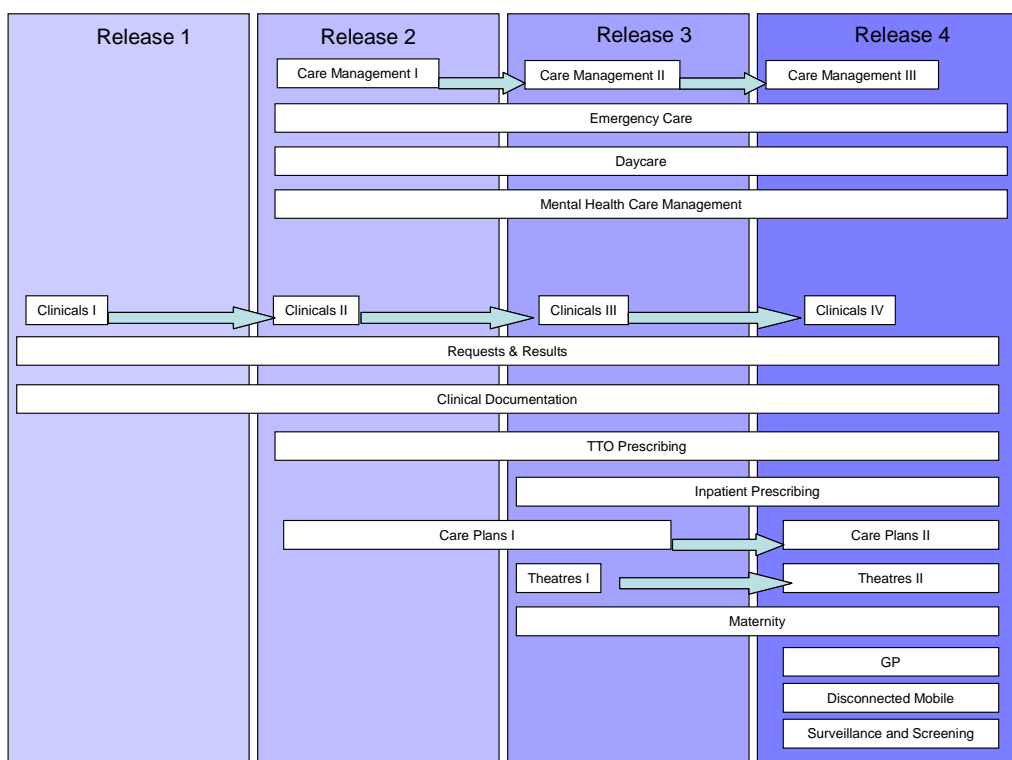 Release 1
Release 2
Release 3
Release 4
Care Management I
Care Management II
Care Management III
Emergency Care
Daycare
Mental Health Care Management
Clinicals I
Clinicals II
Clinicals III
Clinicals IV
Requests & Results
Clinical Documentation
TTO Prescribing
Inpatient Prescribing
Care Plans I
Care Plans II
Theatres I
Theatres II
Maternity
GP
Disconnected Mobile
Surveillance and Screening